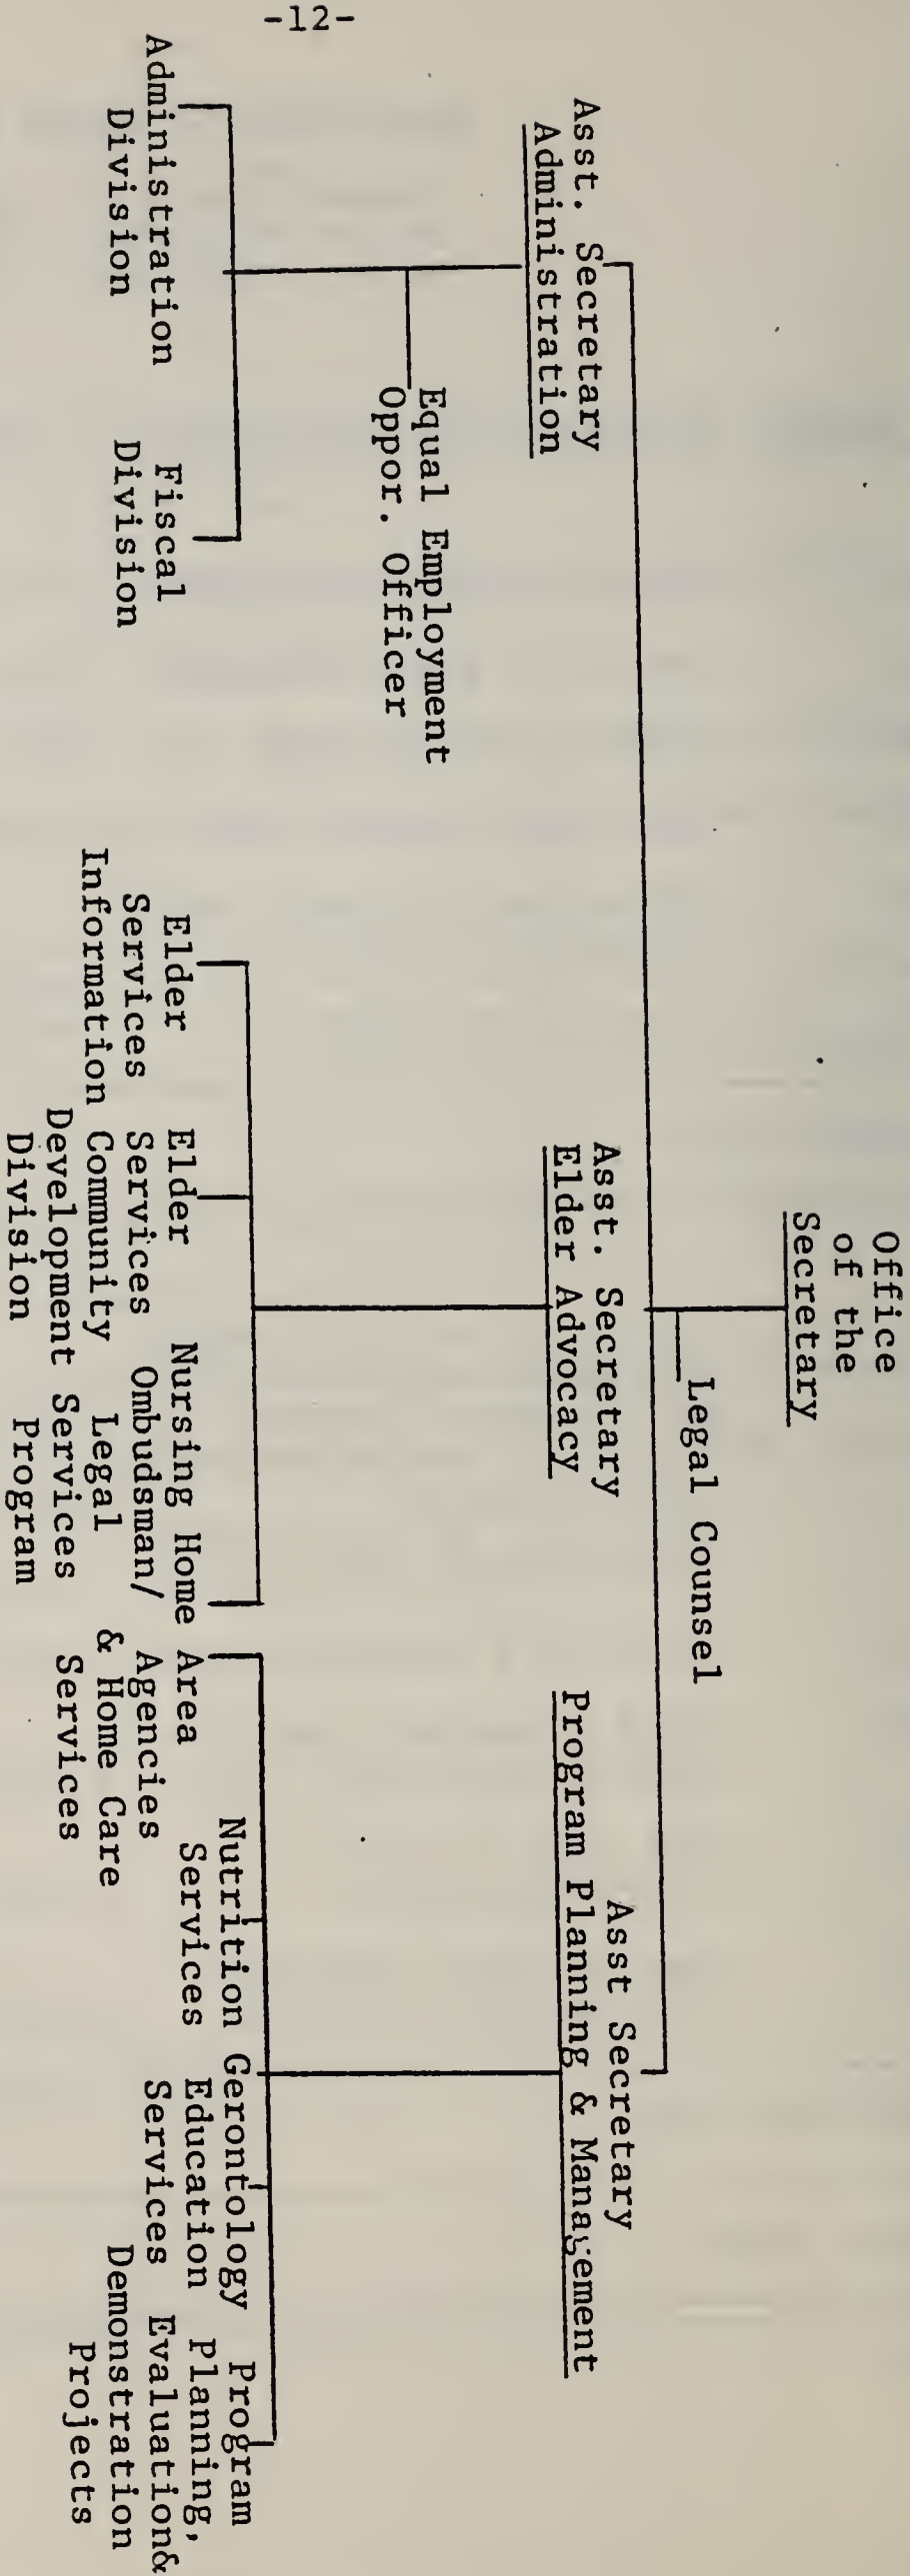 -12-
Office
of the
Secretary
Legal Counsel
Asst. Secretary
Administration
Asst. Secretary
Elder Advocacy
Asst Secretary
Program Planning & Management
Equal Employment
Oppor. Officer
Administration
Division
Fiscal
Division
Elder
Services
Information
Elder
Services
Community
Development
Division
Nursing Home
Ombudsman/
Legal
Services
Program
Area
Agencies
& Home Care
Services
Nutrition
Services
Gerontology
Education
Services
Program
Planning,
Evaluation&
Demonstration
Projects